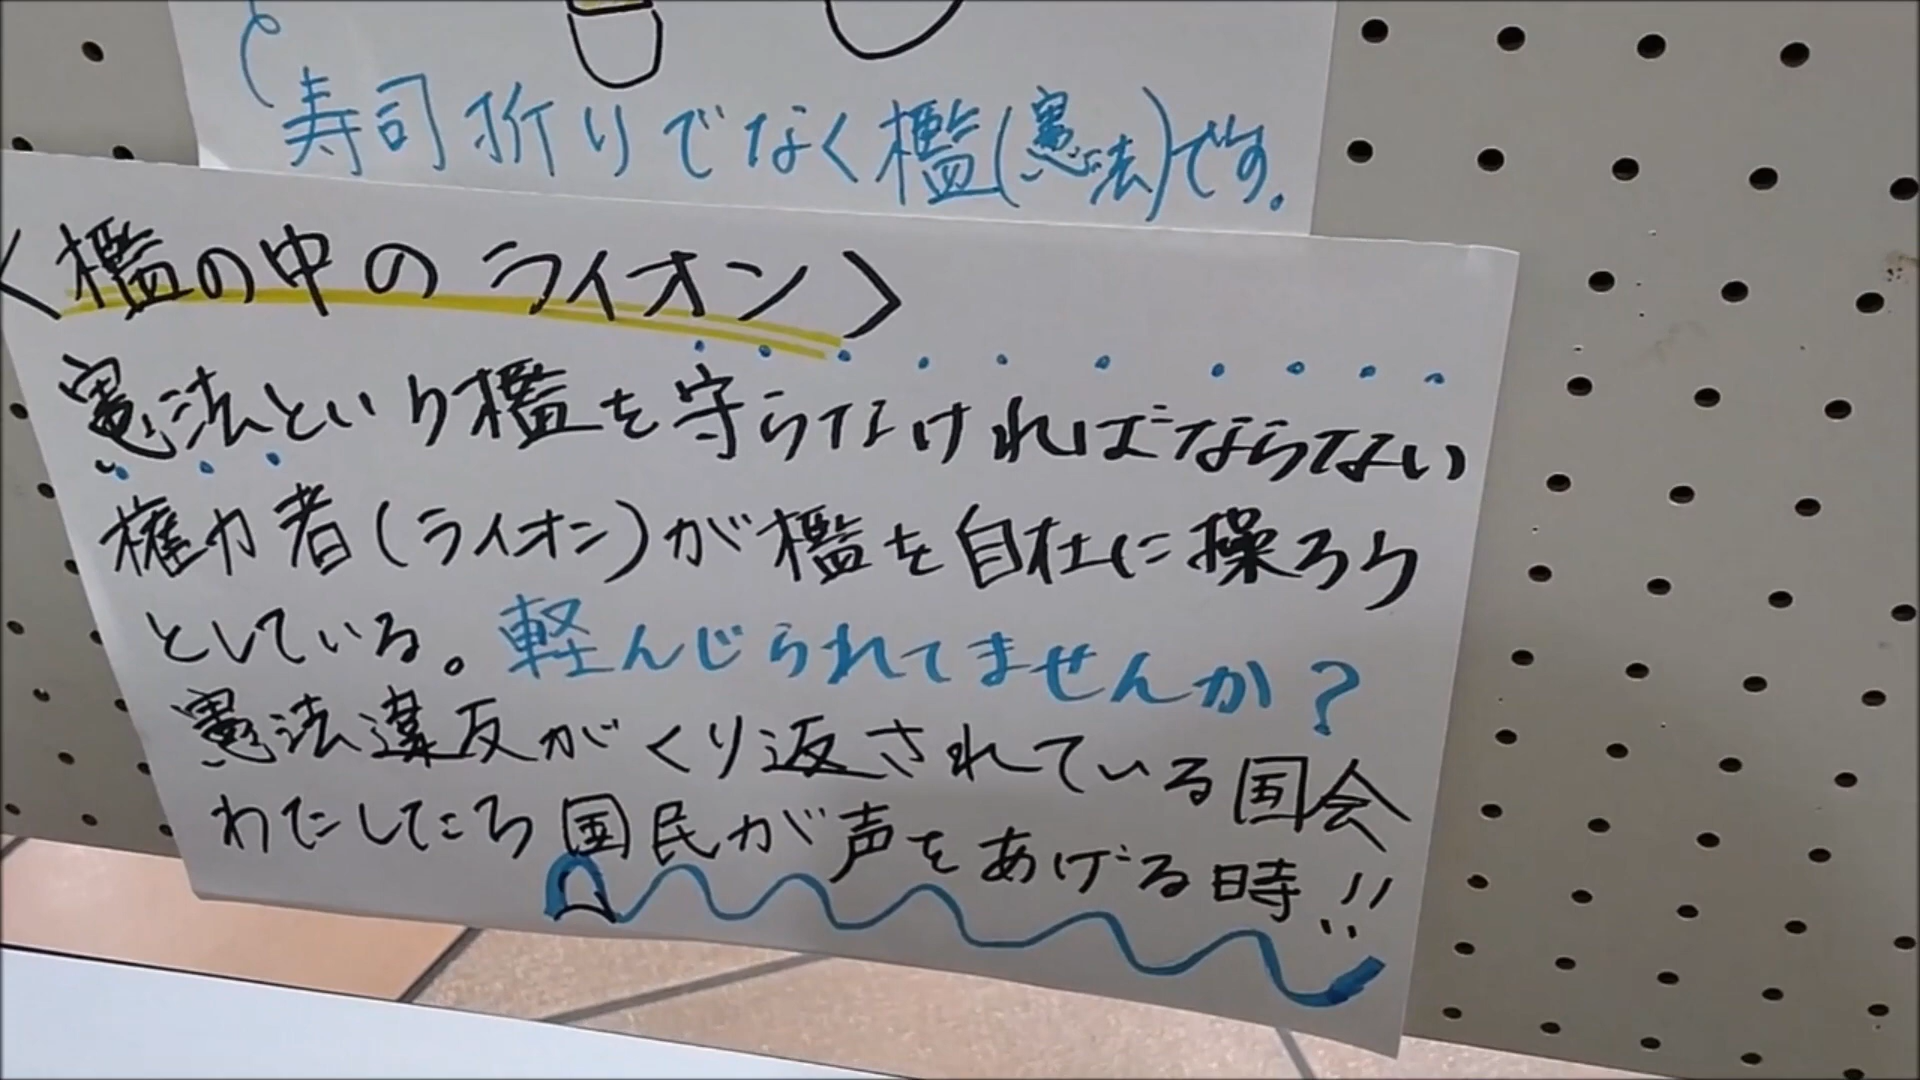 寿司折りでなく檻(憲法)です.
〈檻の中のライオン〉
憲法という檻を守らなければならない
権力者(ライオン)が檻を自在に操ろう
としている。軽んじられてませんか?
憲法違反がくり返されている国会
わたしたち国民が声をあげる時!!